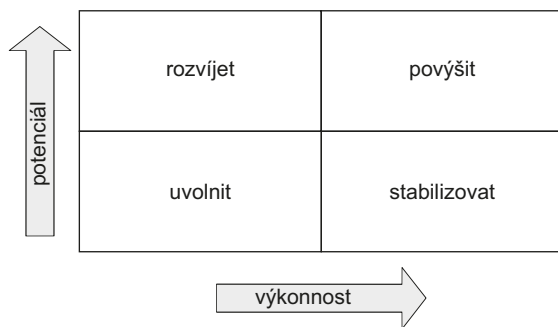 potenciál
rozvíjet
povýšit
uvolnit
stabilizovat
výkonnost